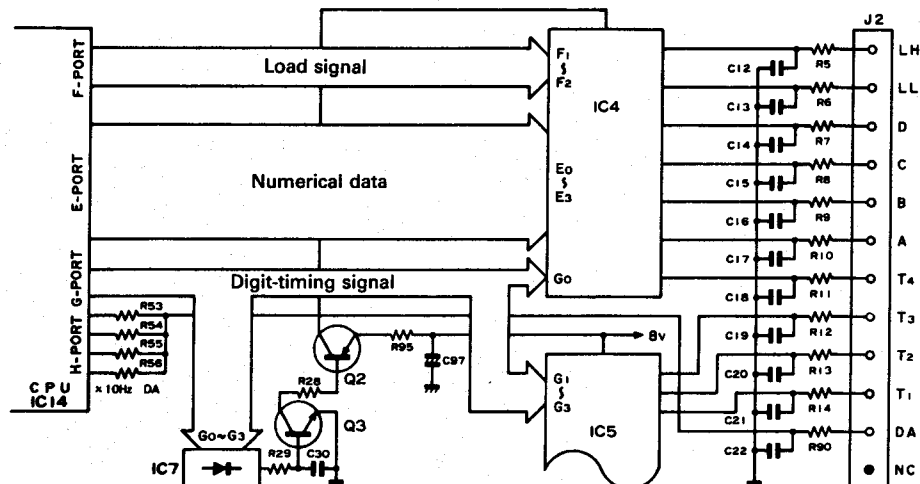 J2
F-PORT
Load signal
F1
F2
IC4
C12
R5
LH
C13
R6
LL
E-PORT
Numerical data
E0
E3
C14
R7
D
C15
R8
C
C16
R9
B
C17
R10
A
G-PORT
Digit-timing signal
G0
C18
R11
T4
H-PORT
R53
R54
R55
R56
×10Hz DA
CPU
IC14
R95
C97
Q2
8v
C19
R12
T3
C20
R13
T2
R28
G1
G3
IC5
C21
R14
T1
Q3
G0~G3
IC7
R29
C30
C22
R90
DA
NC